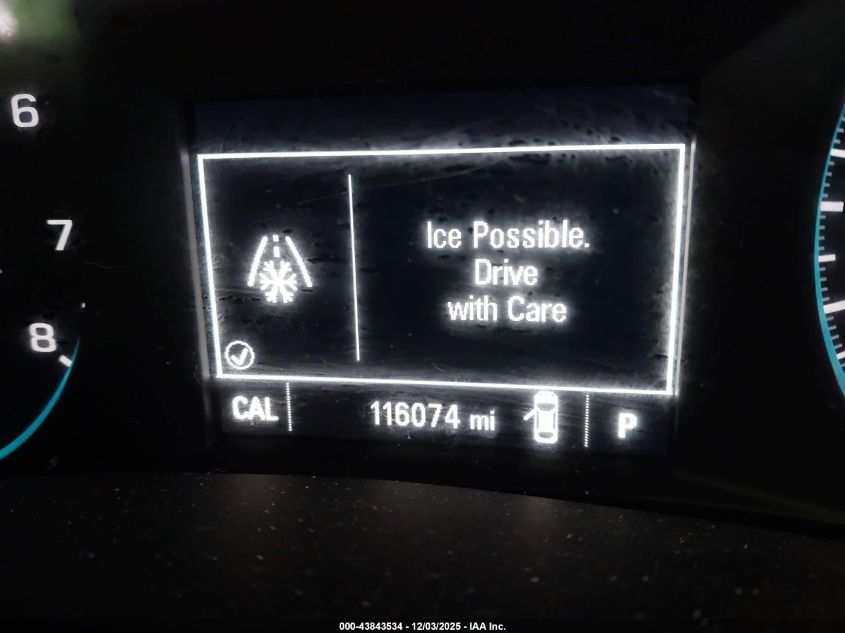 6
7
8
Ice Possible.
Drive
with Care
CAL
116074 mi
P
000-43843534 - 12/03/2025 - IAA Inc.